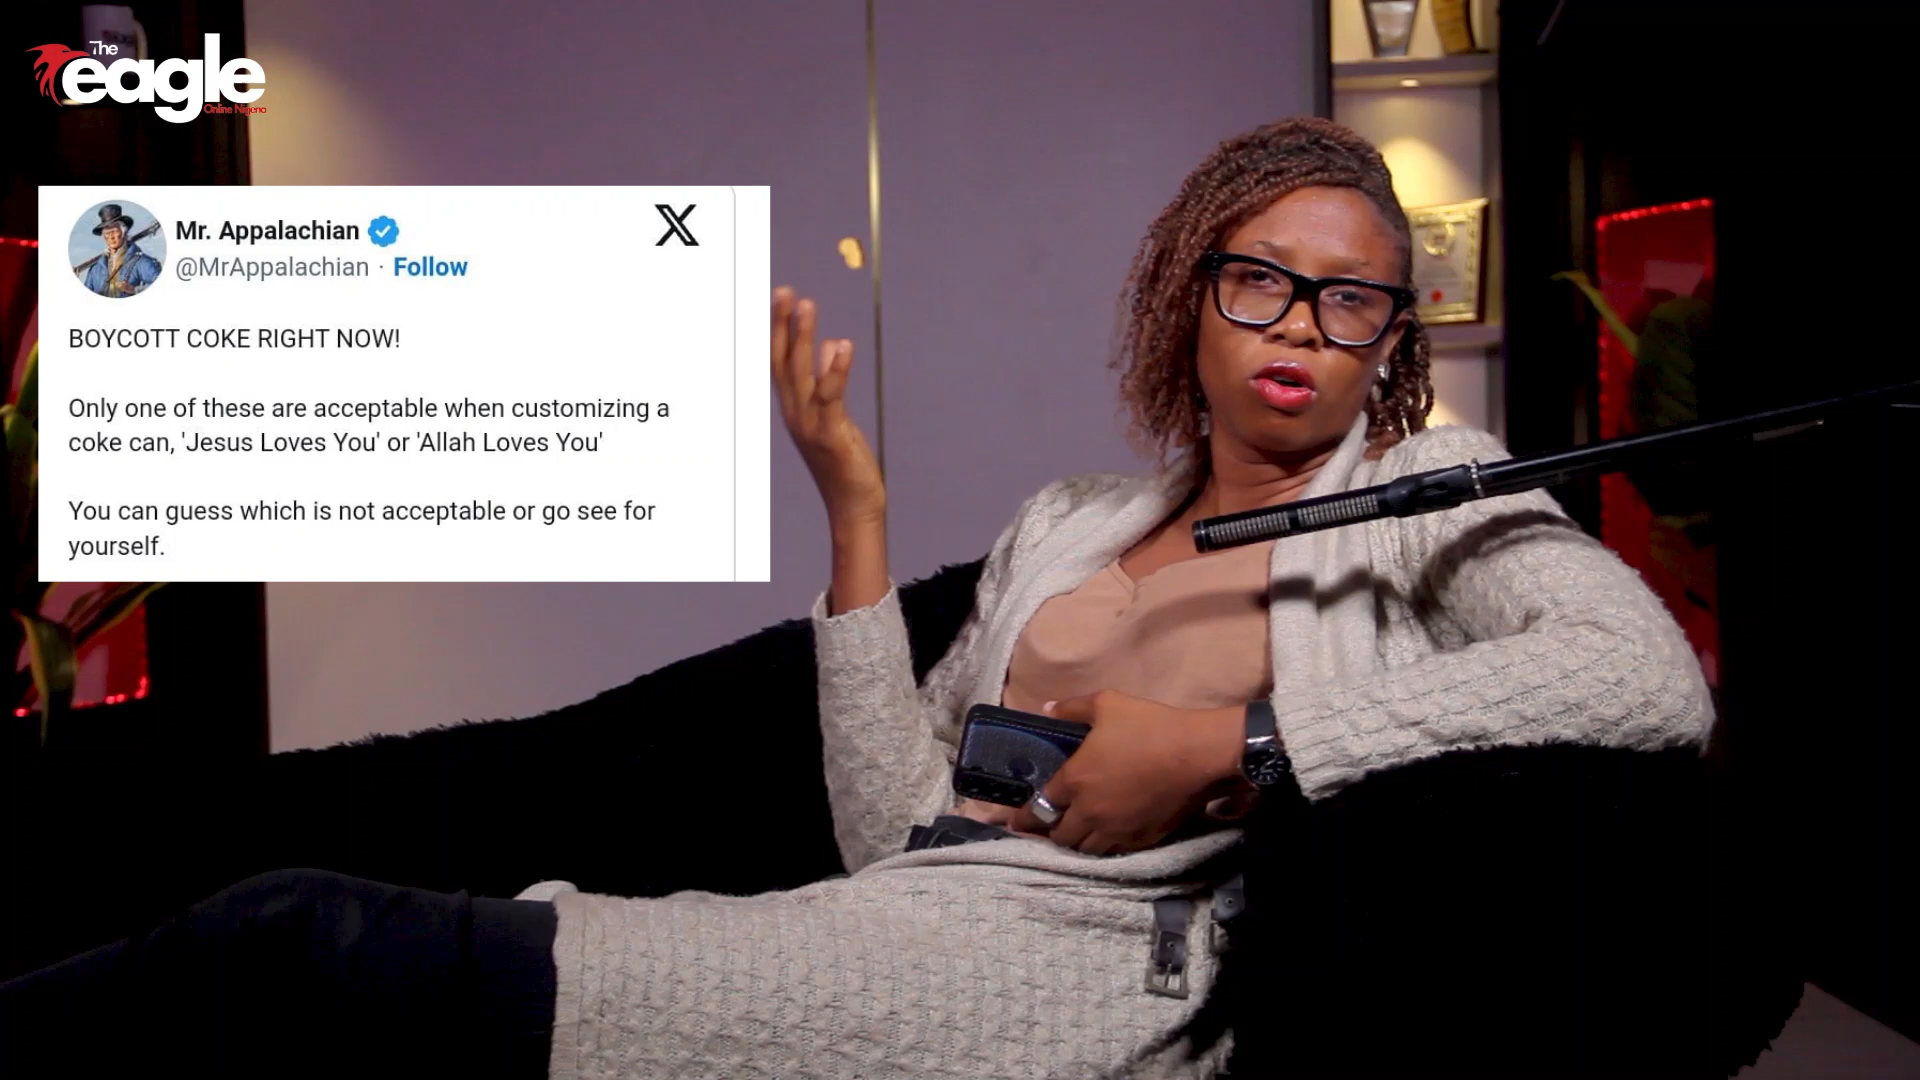 The
eagle
Online Nigeria
Mr. Appalachian
@MrAppalachian · Follow
BOYCOTT COKE RIGHT NOW!
Only one of these are acceptable when customizing a
coke can, 'Jesus Loves You' or 'Allah Loves You'
You can guess which is not acceptable or go see for
yourself.